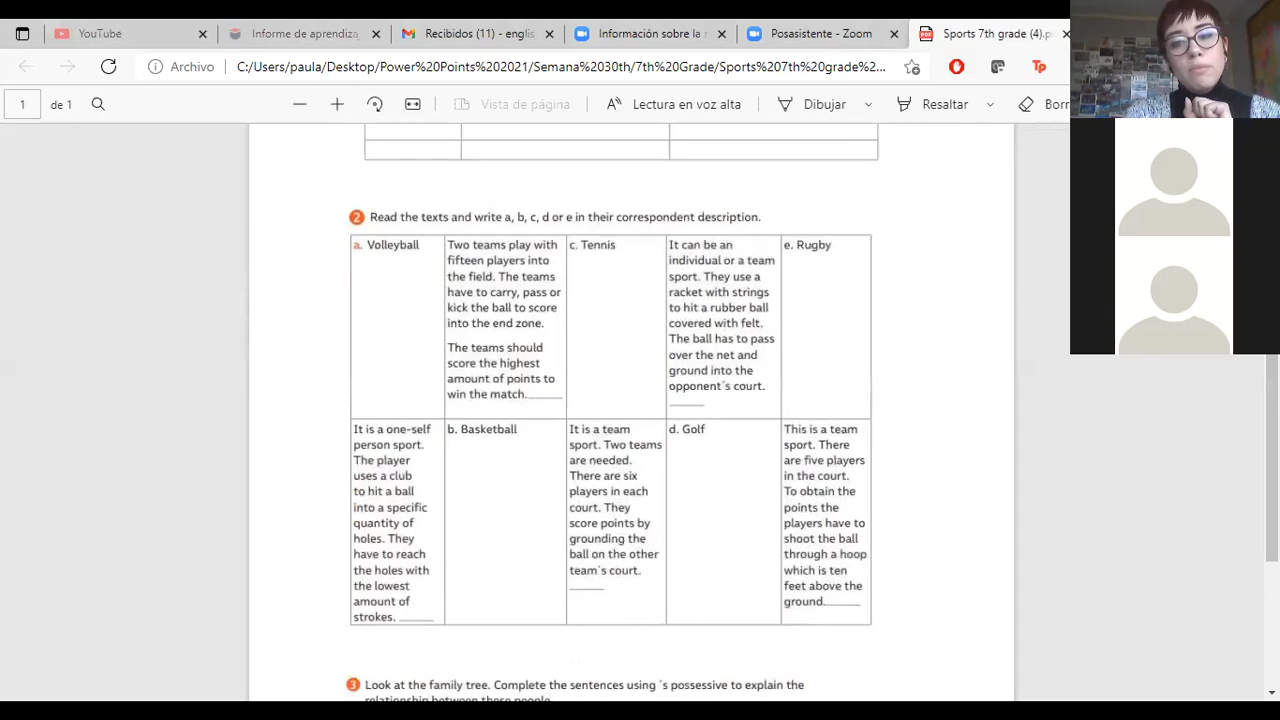 YouTube
Informe de aprendizaj
Recibidos (11) - englis
Información sobre la r
Posasistente - Zoom
Sports 7th grade (4).pc
Archivo
C:/Users/paula/Desktop/Power%20Points%202021/Semana%2030th/7th%20Grade/Sports%207th%20grade%2...
1
de 1
Vista de página
Lectura en voz alta
Dibujar
Resaltar
Borr
2 Read the texts and write a, b, c, d or e in their correspondent description.
a. Volleyball
Two teams play with
fifteen players into
the field. The teams
have to carry, pass or
kick the ball to score
into the end zone.
The teams should
score the highest
amount of points to
win the match.______
c. Tennis
It can be an
individual or a team
sport. They use a
racket with strings
to hit a rubber ball
covered with felt.
The ball has to pass
over the net and
ground into the
opponent´s court.
______
e. Rugby
It is a one-self
person sport.
The player
uses a club
to hit a ball
into a specific
quantity of
holes. They
have to reach
the holes with
the lowest
amount of
strokes. ______
b. Basketball
It is a team
sport. Two teams
are needed.
There are six
players in each
court. They
score points by
grounding the
ball on the other
team´s court.
______
d. Golf
This is a team
sport. There
are five players
in the court.
To obtain the
points the
players have to
shoot the ball
through a hoop
which is ten
feet above the
ground.______
3 Look at the family tree. Complete the sentences using ´s possessive to explain the
relationship between these people.